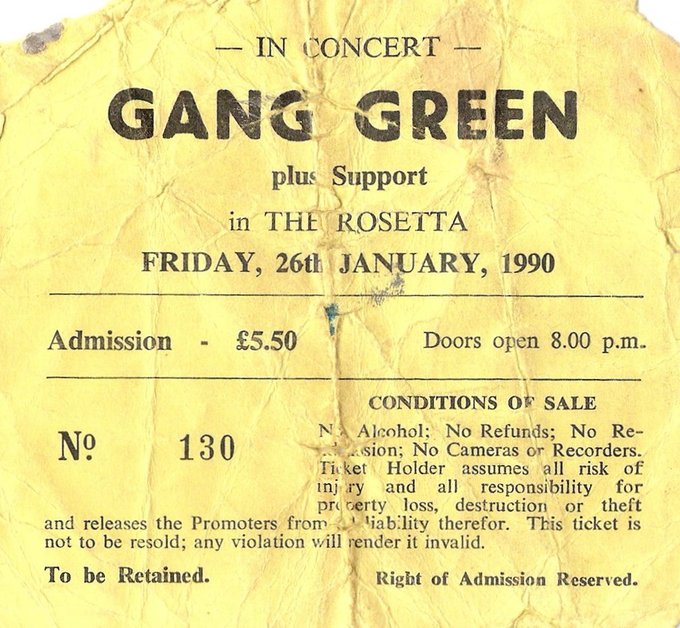 — IN CONCERT —
GANG GREEN
plus Support
in THE ROSETTA
FRIDAY, 26th JANUARY, 1990
Admission - £5.50 Doors open 8.00 p.m.
CONDITIONS OF SALE
Nº 130
No Alcohol; No Refunds; No Re-
admission; No Cameras or Recorders.
Ticket Holder assumes all risk of
injury and all responsibility for
property loss, destruction or theft
and releases the Promoters from liability therefor. This ticket is
not to be resold; any violation will render it invalid.
To be Retained. Right of Admission Reserved.